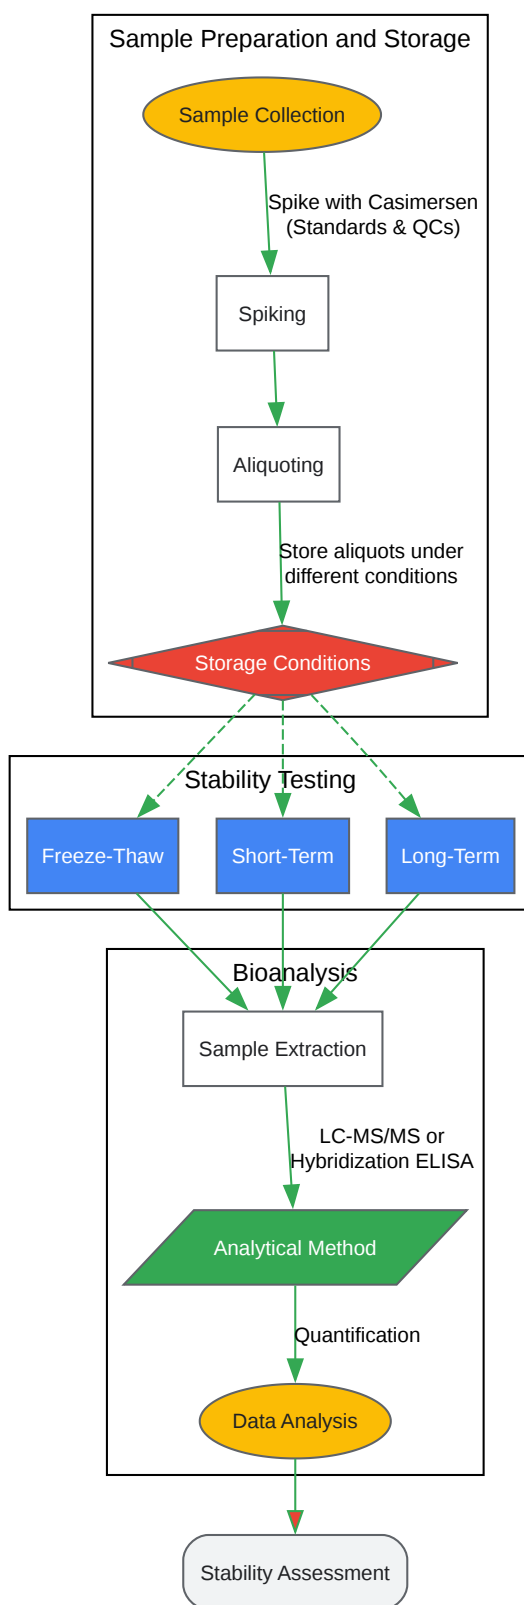 Sample Preparation and Storage
Sample Collection
Spike with Casimersen
(Standards & QCs)
Spiking
Aliquoting
Store aliquots under
different conditions
Storage Conditions
Stability Testing
Freeze-Thaw
Short-Term
Long-Term
Bioanalysis
Sample Extraction
LC-MS/MS or
Hybridization ELISA
Analytical Method
Quantification
Data Analysis
Stability Assessment